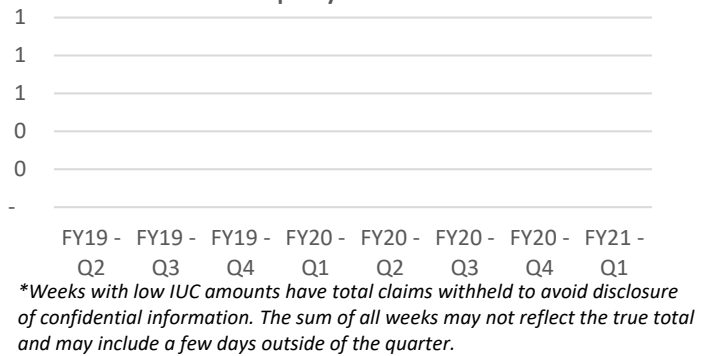 1
1
1
0
0
-
FY19 - FY19 - FY19 - FY20 - FY20 - FY20 - FY20 - FY21 -
Q2 Q3 Q4 Q1 Q2 Q3 Q4 Q1
*Weeks with low IUC amounts have total claims withheld to avoid disclosure
of confidential information. The sum of all weeks may not reflect the true total
and may include a few days outside of the quarter.